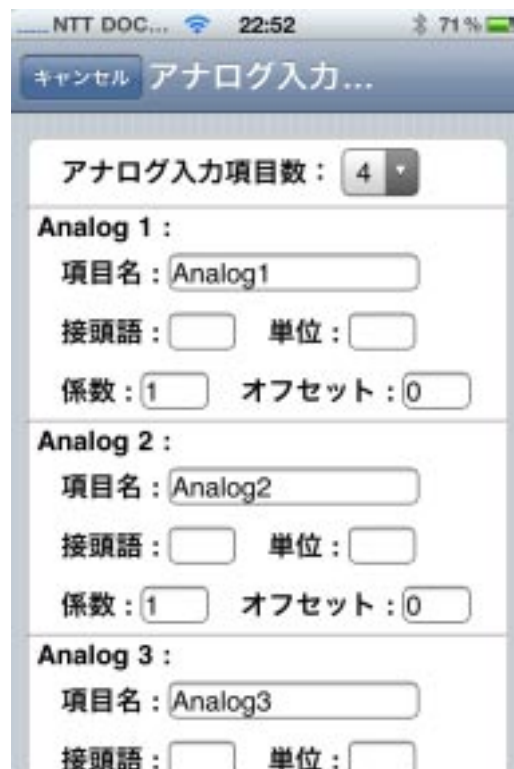 NTT DOC... 22:52 71 %
キャンセル アナログ入力...
アナログ入力項目数： 4
Analog 1 :
項目名：Analog1
接頭語： 単位：
係数：1 オフセット：0
Analog 2 :
項目名：Analog2
接頭語： 単位：
係数：1 オフセット：0
Analog 3 :
項目名：Analog3
接頭語： 単位：